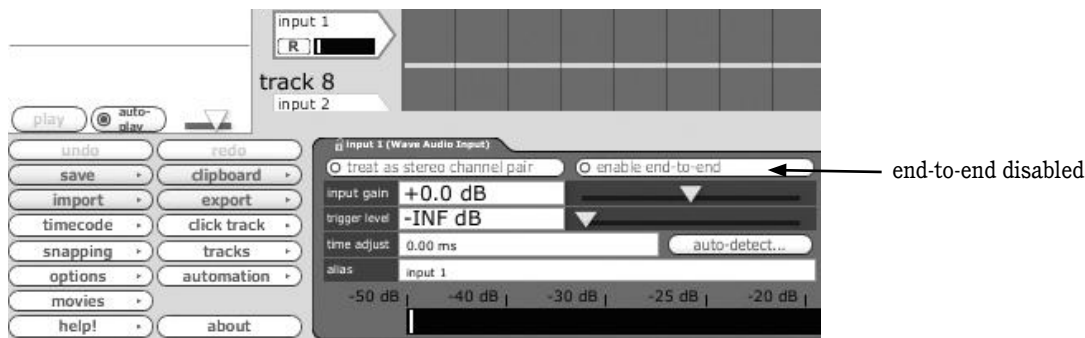 input 1
R
track 8
input 2
play
auto-play
undo redo
save clipboard
import export
timecode click track
snapping tracks
options automation
movies
help! about
input 1 (Wave Audio Input)
treat as stereo channel pair enable end-to-end
end-to-end disabled
input gain +0.0 dB
trigger level -INF dB
time adjust 0.00 ms auto-detect...
alias input 1
-50 dB -40 dB -30 dB -25 dB -20 dB